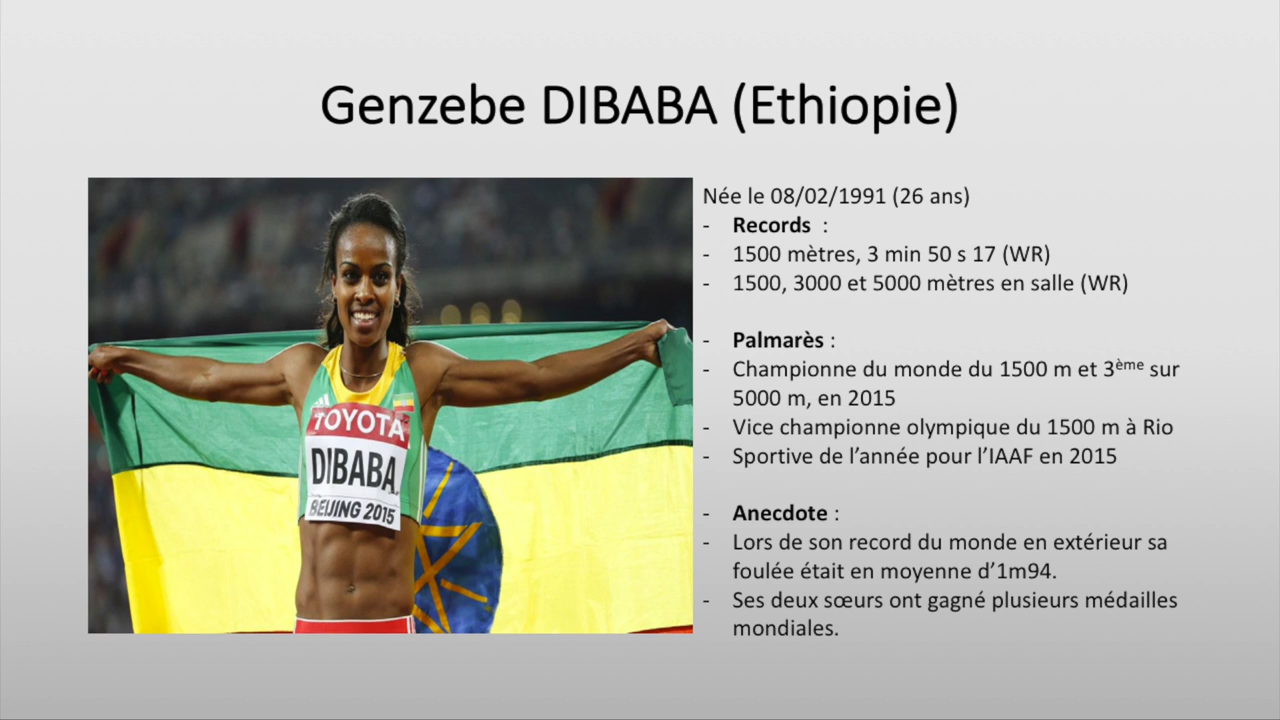 Genzebe DIBABA (Ethiopie)
Née le 08/02/1991 (26 ans)
- Records :
- 1500 mètres, 3 min 50 s 17 (WR)
- 1500, 3000 et 5000 mètres en salle (WR)
- Palmarès :
- Championne du monde du 1500 m et 3ème sur
5000 m, en 2015
- Vice championne olympique du 1500 m à Rio
- Sportive de l’année pour l’IAAF en 2015
- Anecdote :
- Lors de son record du monde en extérieur sa
foulée était en moyenne d’1m94.
- Ses deux sœurs ont gagné plusieurs médailles
mondiales.
TOYOTA
DIBABA
BEIJING 2015